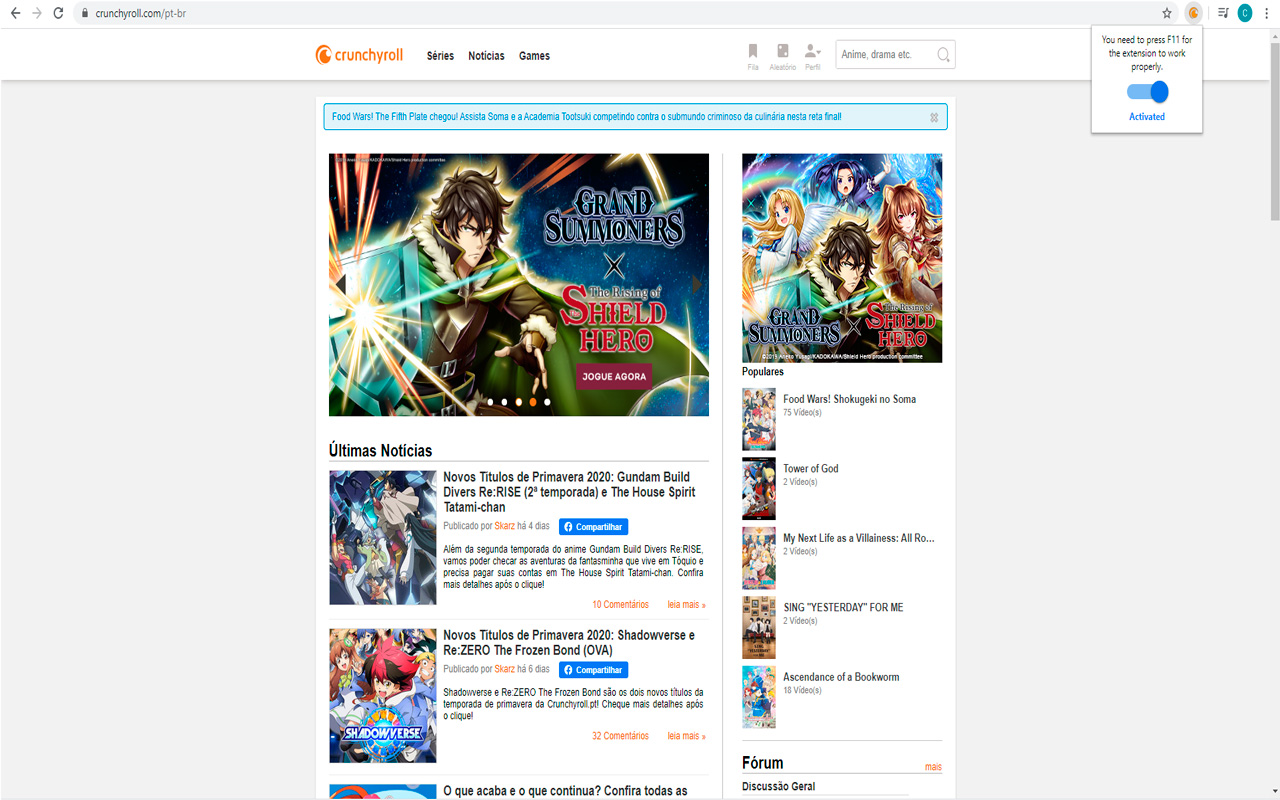 crunchyroll.com/pt-br
C
You need to press F11 for
the extension to work
properly.
Activated
crunchyroll
Séries
Notícias
Games
Fila
Aleatório
Perfil
Anime, drama etc.
Food Wars! The Fifth Plate chegou! Assista Soma e a Academia Tootsuki competindo contra o submundo criminoso da culinária nesta reta final!
GRAND
SUMMONERS
X
The Rising of
SHIELD
HERO
JOGUE AGORA
Últimas Notícias
Novos Títulos de Primavera 2020: Gundam Build
Divers Re:RISE (2ª temporada) e The House Spirit
Tatami-chan
Publicado por Skarz há 4 dias
Compartilhar
Além da segunda temporada do anime Gundam Build Divers Re:RISE,
vamos poder checar as aventuras da fantasminha que vive em Tóquio e
precisa pagar suas contas em The House Spirit Tatami-chan. Confira
mais detalhes após o clique!
10 Comentários
leia mais »
SHADOWVERSE
Novos Títulos de Primavera 2020: Shadowverse e
Re:ZERO The Frozen Bond (OVA)
Publicado por Skarz há 6 dias
Compartilhar
Shadowverse e Re:ZERO The Frozen Bond são os dois novos títulos da
temporada de primavera da Crunchyroll.pt! Cheque mais detalhes após
o clique!
32 Comentários
leia mais »
O que acaba e o que continua? Confira todas as
GRAND
SUMMONERS
X
The Rising of
SHIELD
HERO
©2019 Aneko Yusagi/KADOKAWA/Shield Hero production committee
Populares
Food Wars! Shokugeki no Soma
75 Vídeo(s)
Tower of God
2 Vídeo(s)
My Next Life as a Villainess: All Ro...
2 Vídeo(s)
SING "YESTERDAY" FOR ME
2 Vídeo(s)
Ascendance of a Bookworm
18 Vídeo(s)
Fórum
mais
Discussão Geral